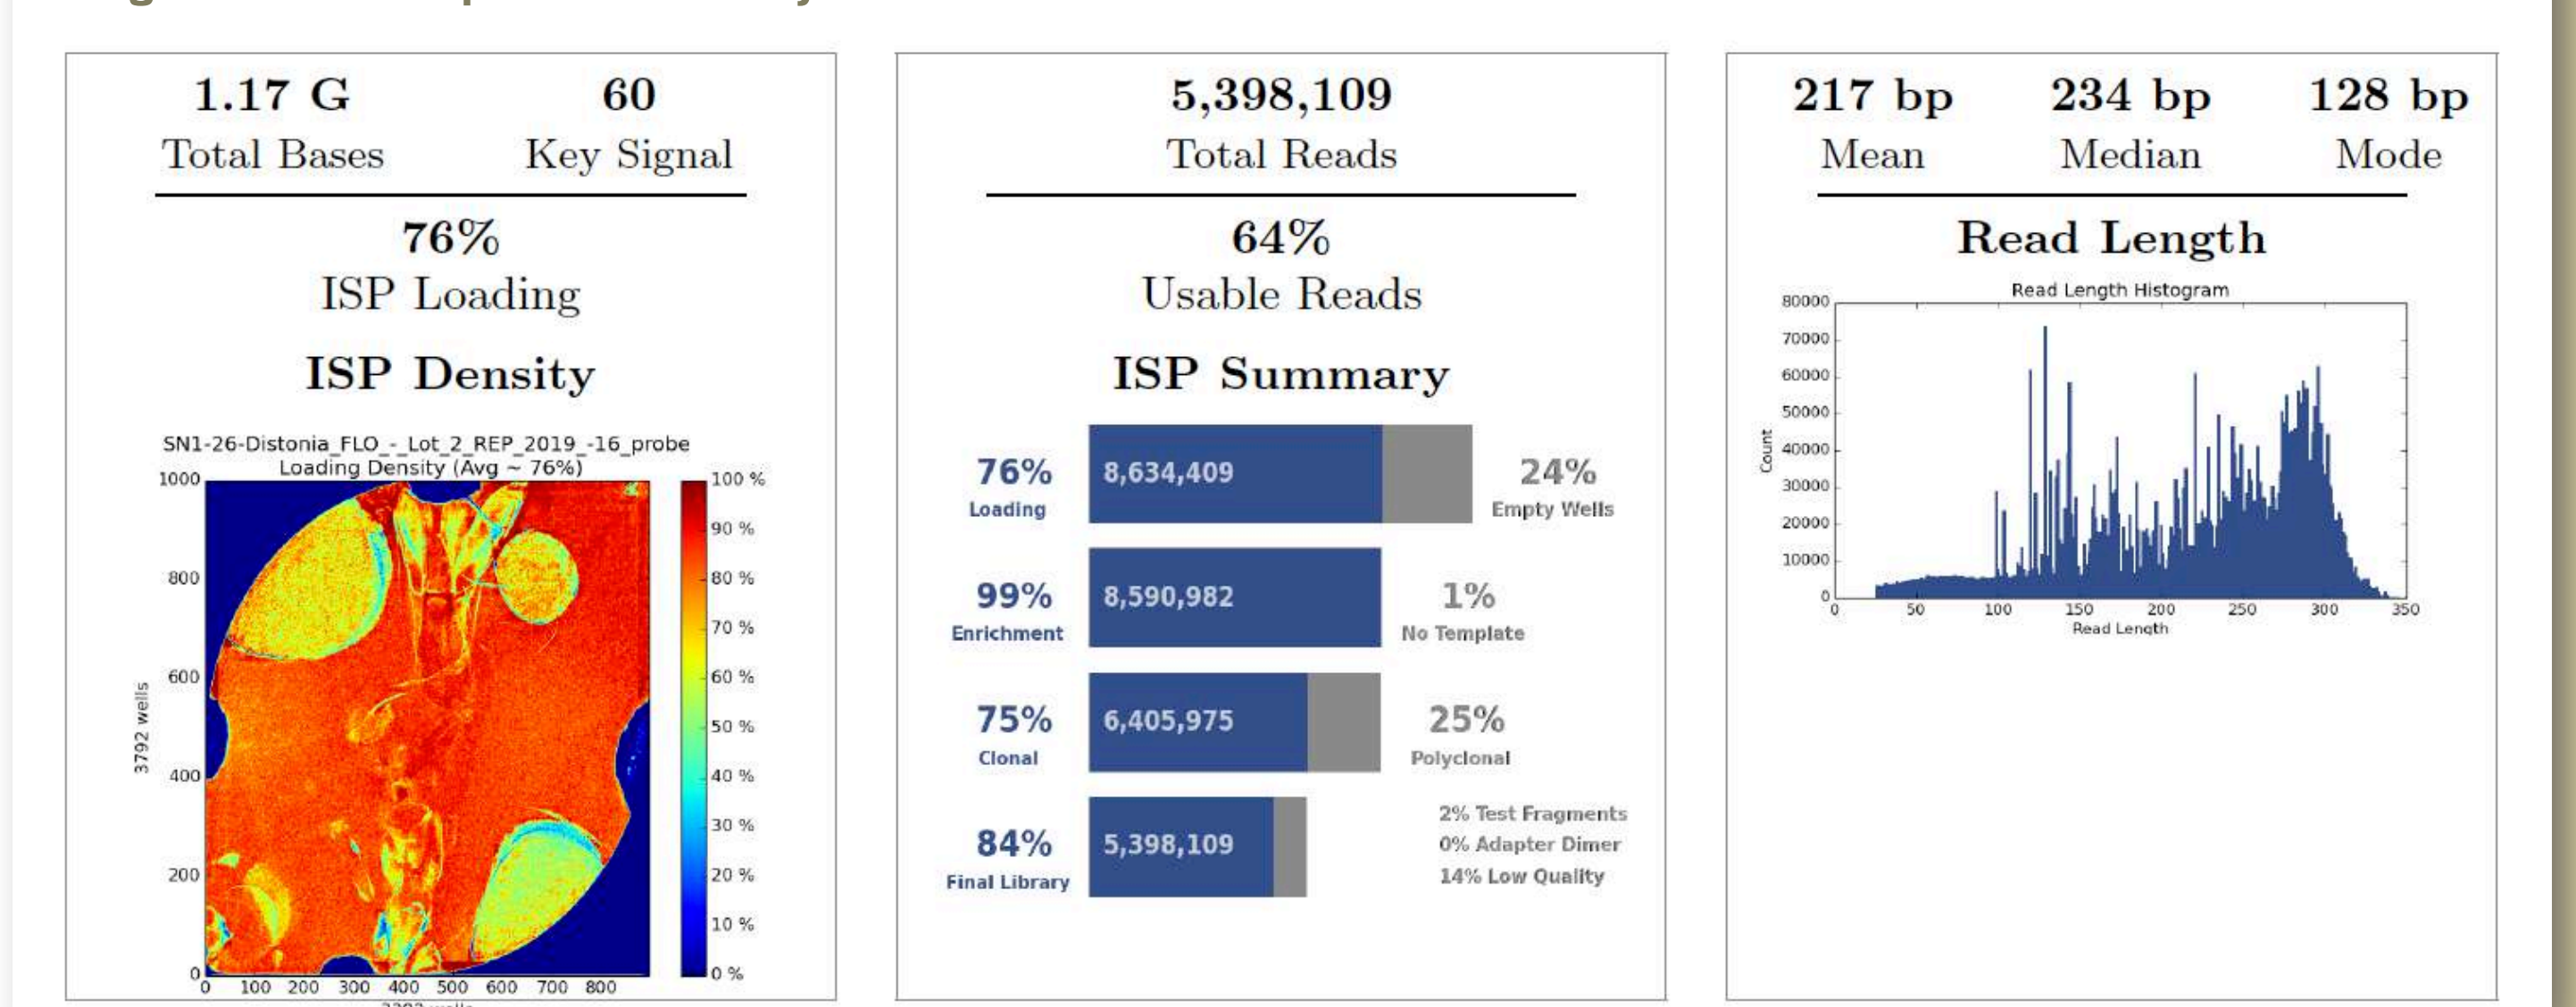 1.17 G 60
Total Bases Key Signal
76%
ISP Loading
ISP Density
SN1-26-Distonia_FLO_-_Lot_2_REP_2019_-16_probe
Loading Density (Avg ~ 76%)
1000
800
600
400
200
0
3792 wells
0 100 200 300 400 500 600 700 800
100 %
90 %
80 %
70 %
60 %
50 %
40 %
30 %
20 %
10 %
0 %
5,398,109
Total Reads
64%
Usable Reads
ISP Summary
76% 8,634,409 24%
Loading Empty Wells
99% 8,590,982 1%
Enrichment No Template
75% 6,405,975 25%
Clonal Polyclonal
2% Test Fragments
84% 5,398,109 0% Adapter Dimer
Final Library 14% Low Quality
217 bp 234 bp 128 bp
Mean Median Mode
Read Length
Read Length Histogram
80000
70000
60000
50000
40000
30000
20000
10000
0
Count
0 50 100 150 200 250 300 350
Read Length